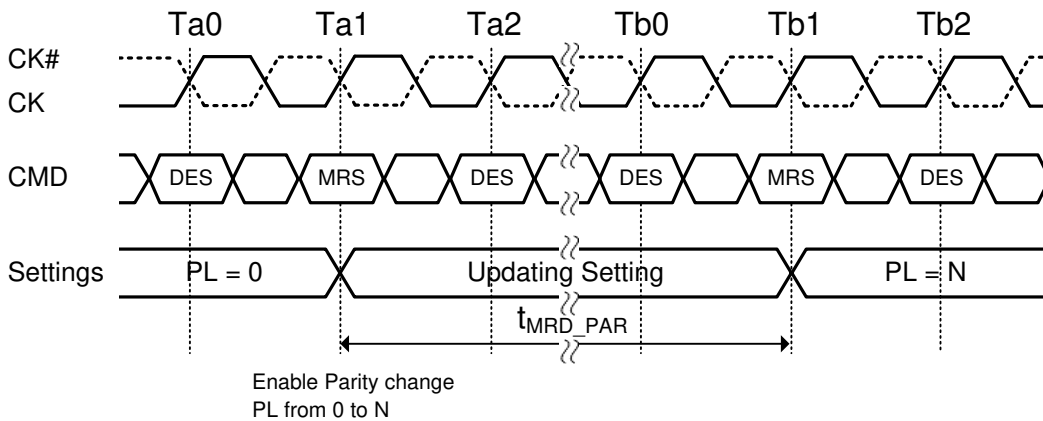 Ta0 Ta1 Ta2 Tb0 Tb1 Tb2
CK#
CK
CMD DES MRS DES DES MRS DES
Settings PL = 0 Updating Setting PL = N
tMRD_PAR
Enable Parity change
PL from 0 to N